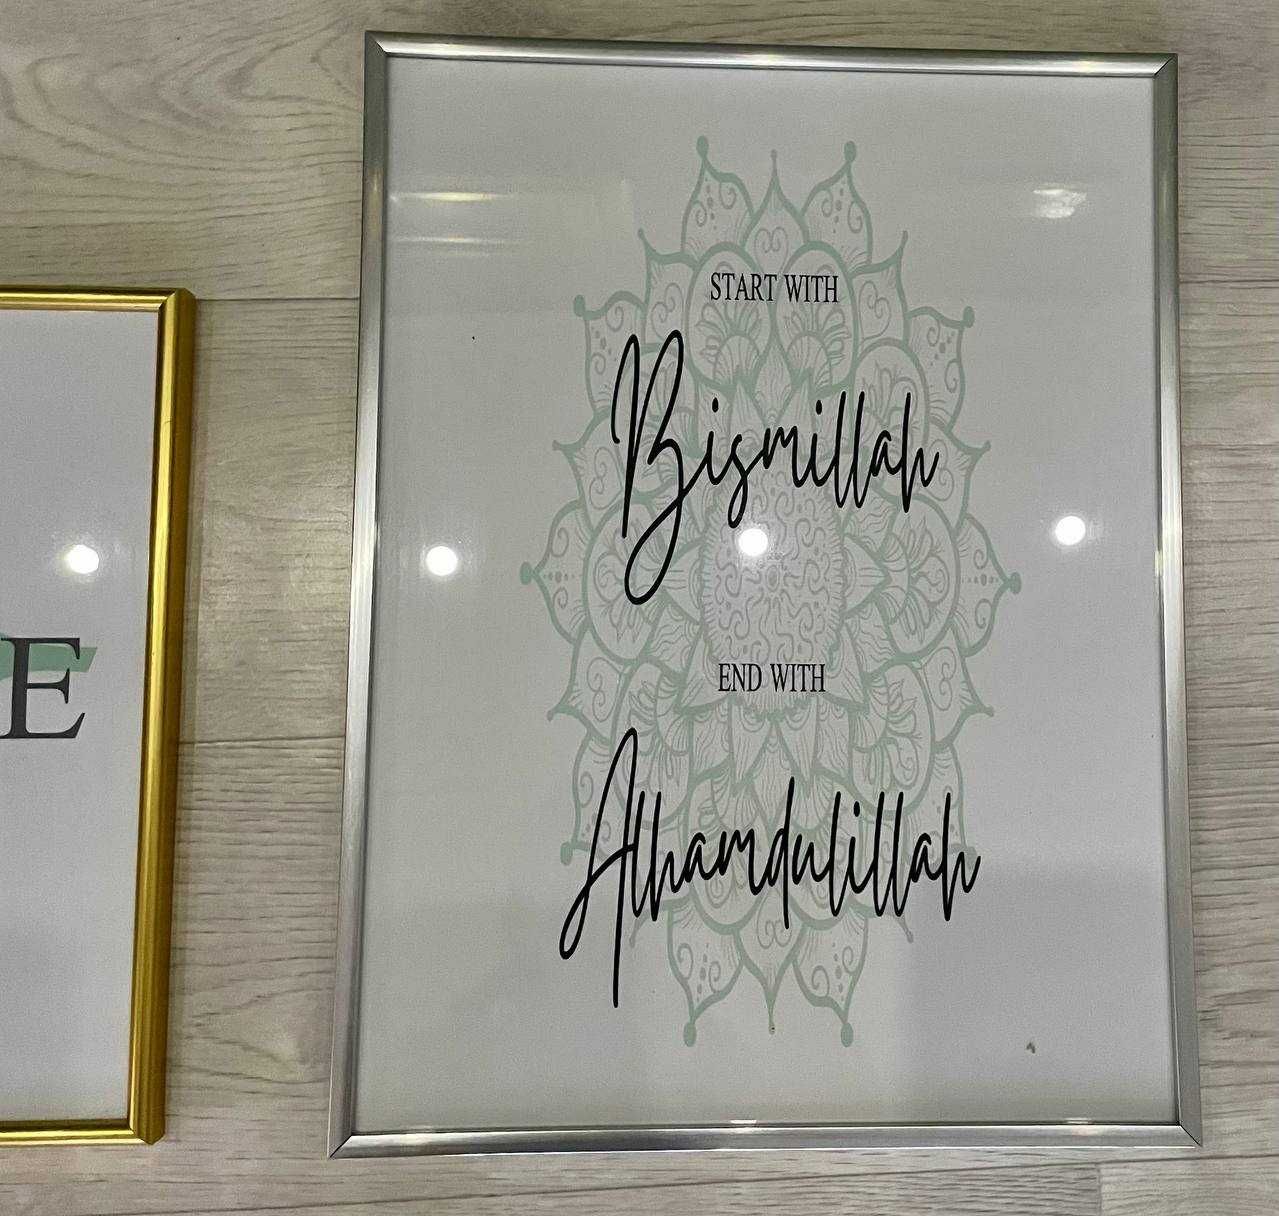 START WITH
Bismillah
END WITH
Alhamdulillah
E